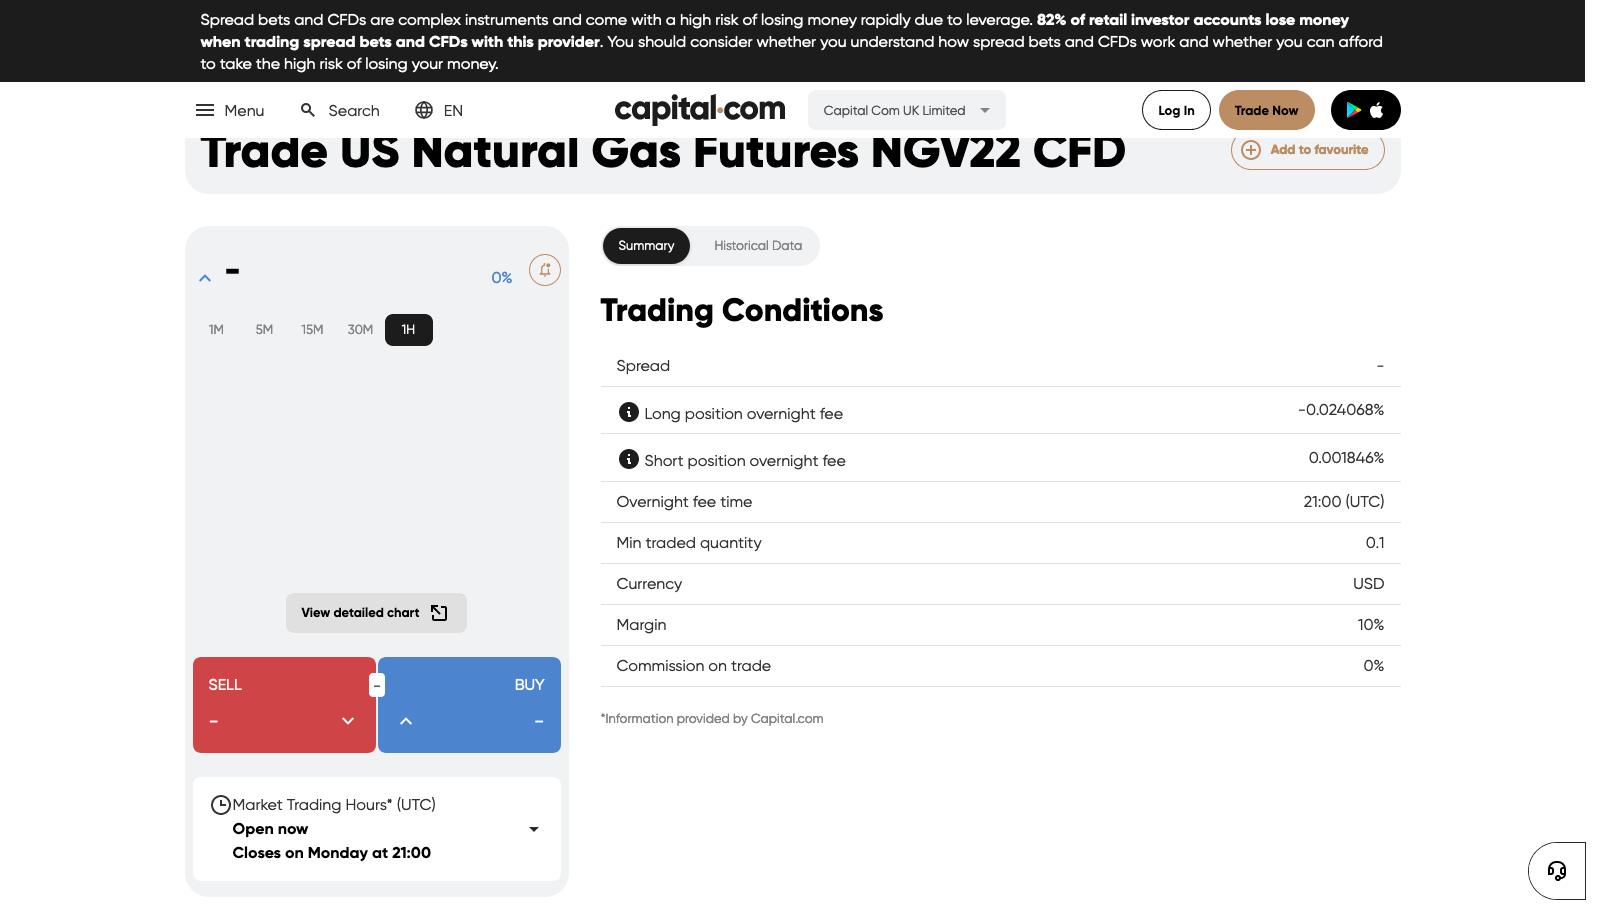 Spread bets and CFDs are complex instruments and come with a high risk of losing money rapidly due to leverage. 82% of retail investor accounts lose money
when trading spread bets and CFDs with this provider. You should consider whether you understand how spread bets and CFDs work and whether you can afford
to take the high risk of losing your money.
Menu
Search
EN
capital.com
Capital Com UK Limited
Log In
Trade Now
Trade US Natural Gas Futures NGV22 CFD
Add to favourite
-
0%
1M
5M
15M
30M
1H
View detailed chart
SELL
-
-
BUY
-
Market Trading Hours* (UTC)
Open now
Closes on Monday at 21:00
Summary
Historical Data
Trading Conditions
Spread -
Long position overnight fee -0.024068%
Short position overnight fee 0.001846%
Overnight fee time 21:00 (UTC)
Min traded quantity 0.1
Currency USD
Margin 10%
Commission on trade 0%
*Information provided by Capital.com